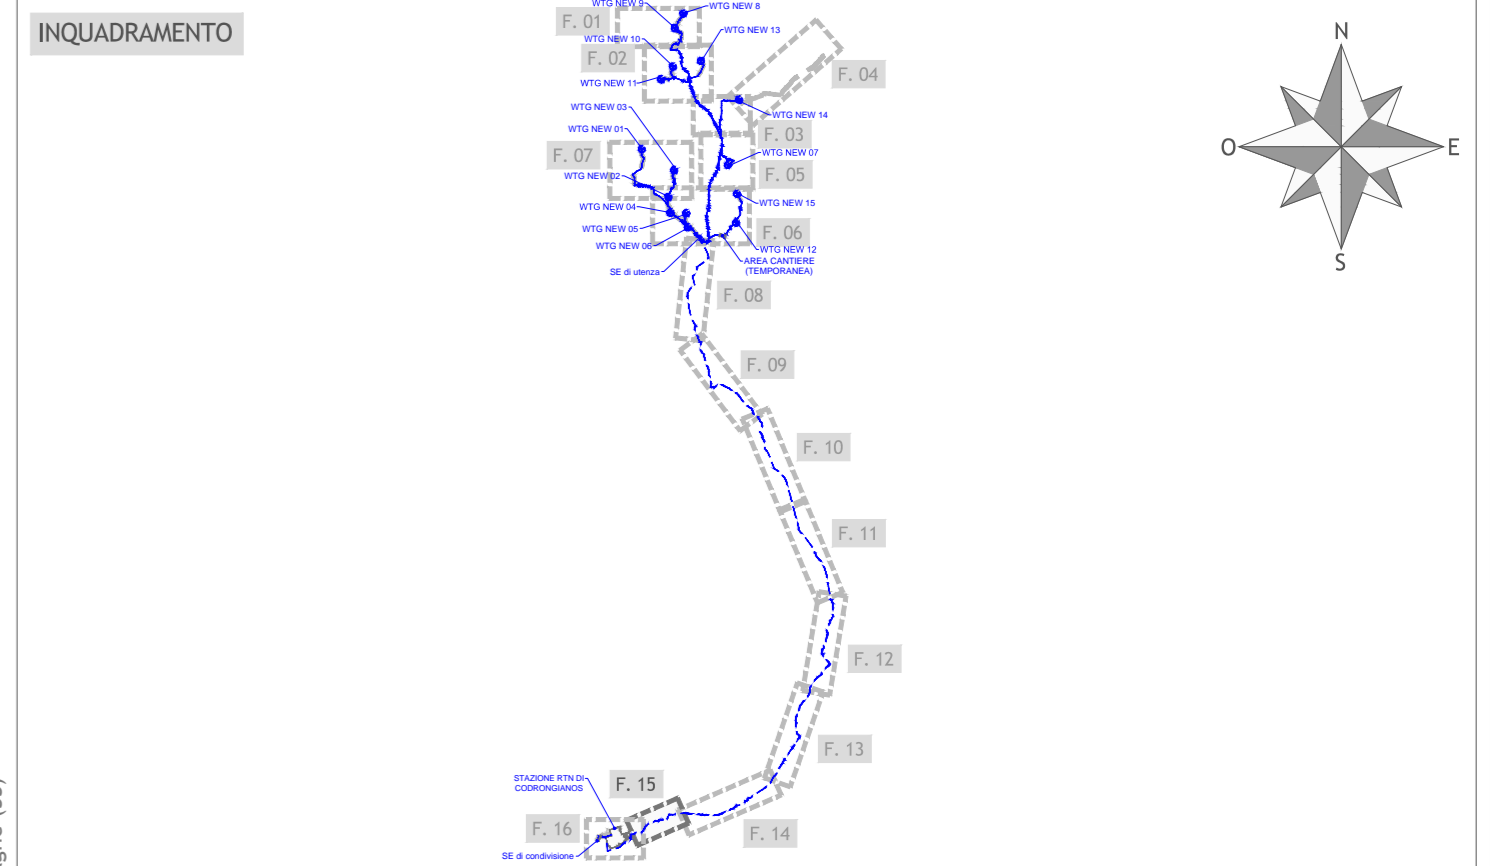 INQUADRAMENTO
WTG NEW 9
WTG NEW 8
F. 01
WTG NEW 10
WTG NEW 13
F. 02
F. 04
WTG NEW 11
WTG NEW 03
WTG NEW 14
WTG NEW 01
F. 03
F. 07
WTG NEW 07
WTG NEW 02
F. 05
WTG NEW 04
WTG NEW 15
WTG NEW 05
F. 06
WTG NEW 06
WTG NEW 12
AREA CANTIERE
(TEMPORANEA)
SE di utenza
F. 08
F. 09
F. 10
F. 11
F. 12
F. 13
STAZIONE RTN DI
CODRONGIANOS
F. 15
F. 16
F. 14
SE di condivisione
N
O
E
S